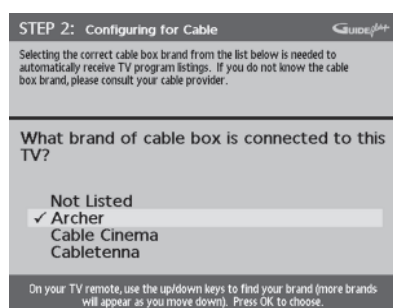 STEP 2: Configuring for Cable
GUIDE Plus+
Selecting the correct cable box brand from the list below is needed to
automatically receive TV program listings. If you do not know the cable
box brand, please consult your cable provider.
What brand of cable box is connected to this
TV?
Not Listed
✓ Archer
Cable Cinema
Cabletenna
On your TV remote, use the up/down keys to find your brand (more brands
will appear as you move down). Press OK to choose.